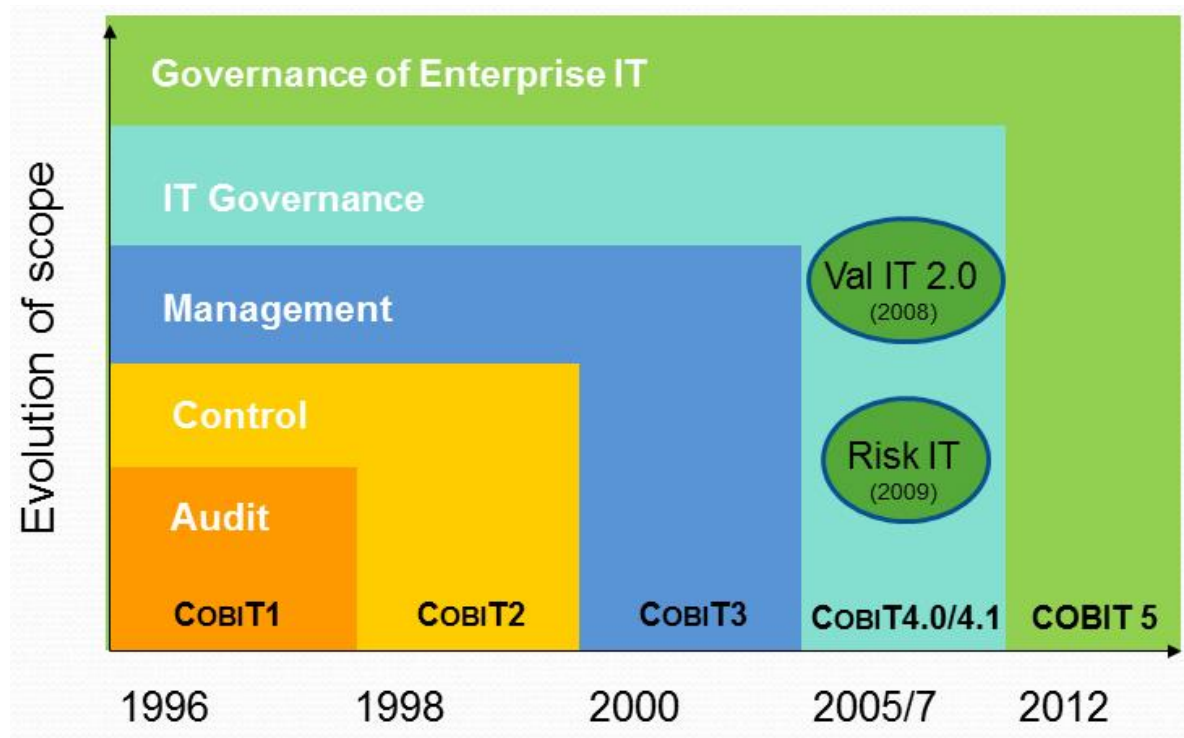 Evolution of scope
Governance of Enterprise IT
IT Governance
Management
Control
Audit
Val IT 2.0
(2008)
Risk IT
(2009)
COBIT1
COBIT2
COBIT3
COBIT4.0/4.1
COBIT 5
1996
1998
2000
2005/7
2012